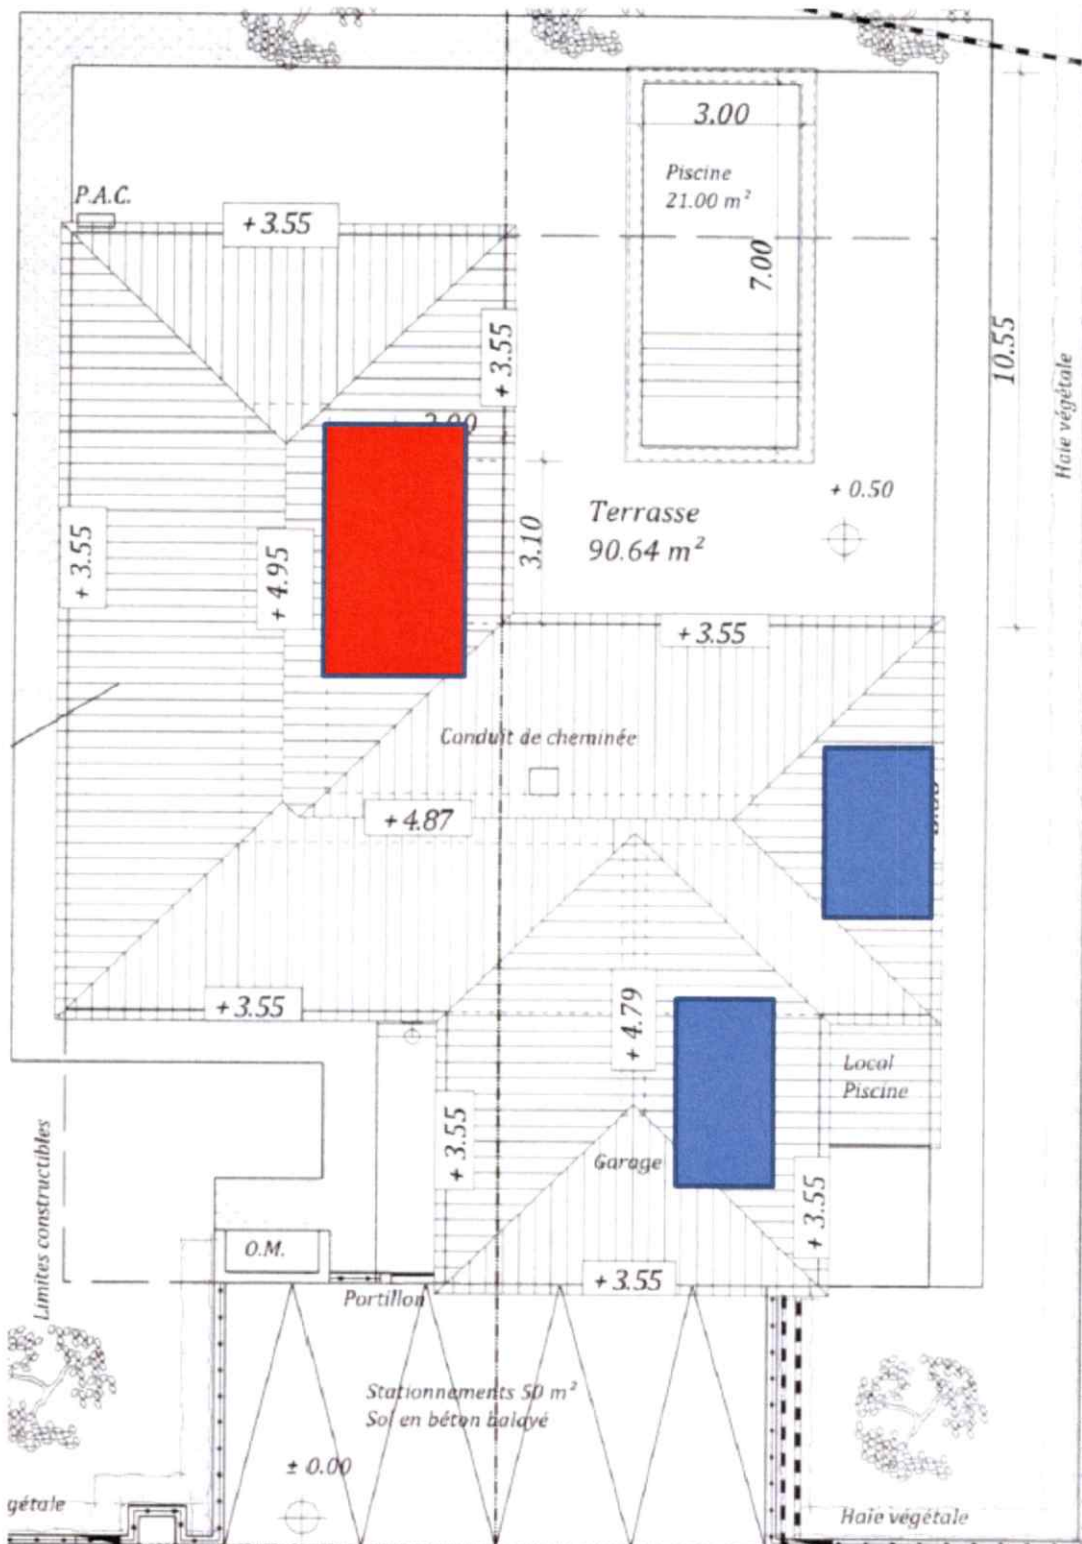 3.00
Piscine
21.00 m²
P.A.C.
+ 3.55
7.00
+ 3.55
10.55
Haie végétale
+ 0.50
Terrasse
90.64 m²
3.10
+ 3.55
+ 4.95
+ 3.55
Conduit de cheminée
+ 4.87
+ 3.55
+ 4.79
Local
Piscine
+ 3.55
Garage
+ 3.55
Limites constructibles
O.M.
+ 3.55
Portillon
Stationnements 50 m²
Sol en béton balayé
± 0.00
gétale
Haie végétale